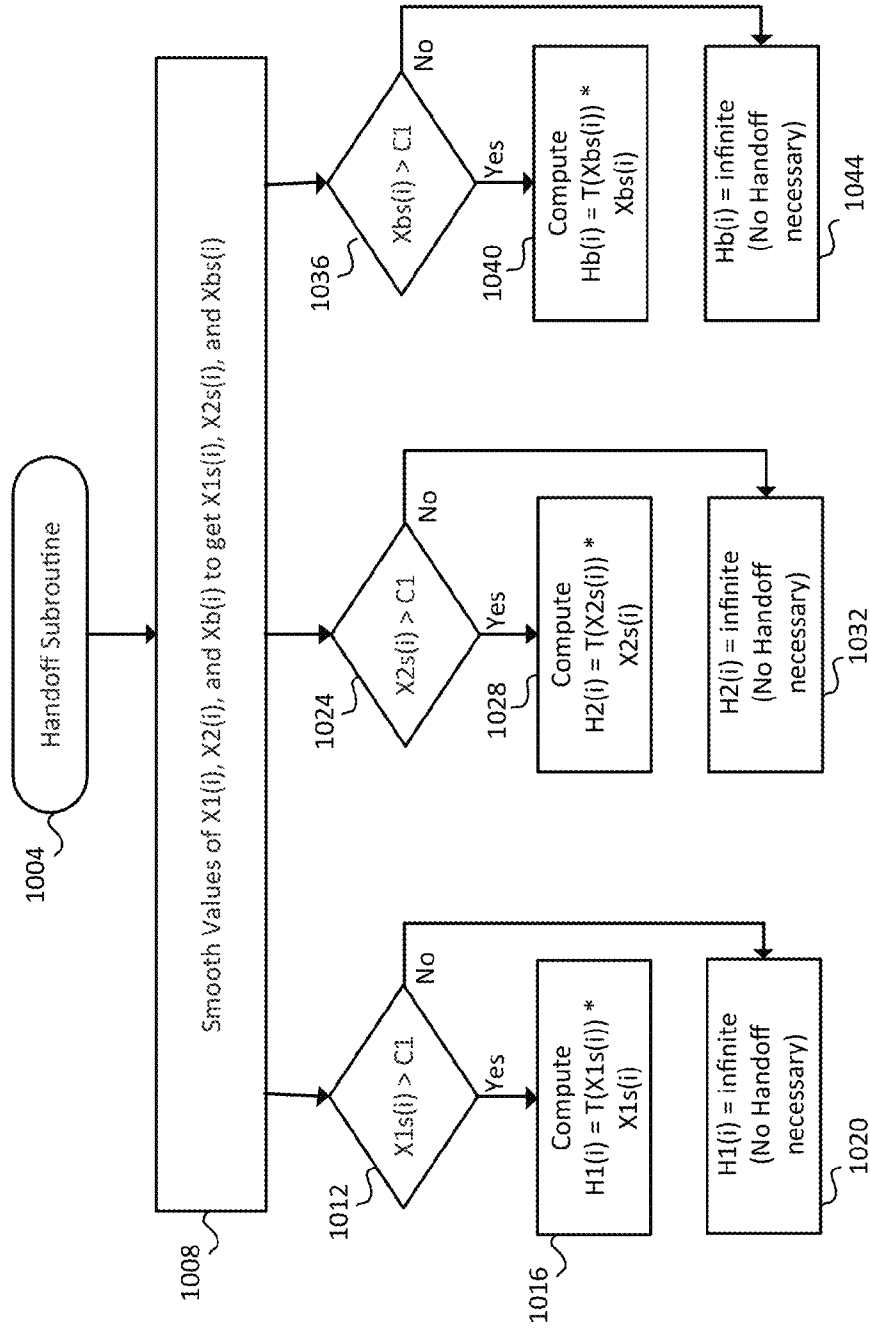 Handoff Subroutine
1004
Smooth Values of X1(i), X2(i), and Xb(i) to get X1s(i), X2s(i), and Xbs(i)
1008
X1s(i) > C1
1012
No
Yes
Compute
H1(i) = T(X1s(i)) *
X1s(i)
1016
H1(i) = infinite
(No Handoff
necessary)
1020
X2s(i) > C1
1024
No
Yes
Compute
H2(i) = T(X2s(i)) *
X2s(i)
1028
H2(i) = infinite
(No Handoff
necessary)
1032
Xbs(i) > C1
1036
No
Yes
Compute
Hb(i) = T(Xbs(i)) *
Xbs(i)
1040
Hb(i) = infinite
(No Handoff
necessary)
1044